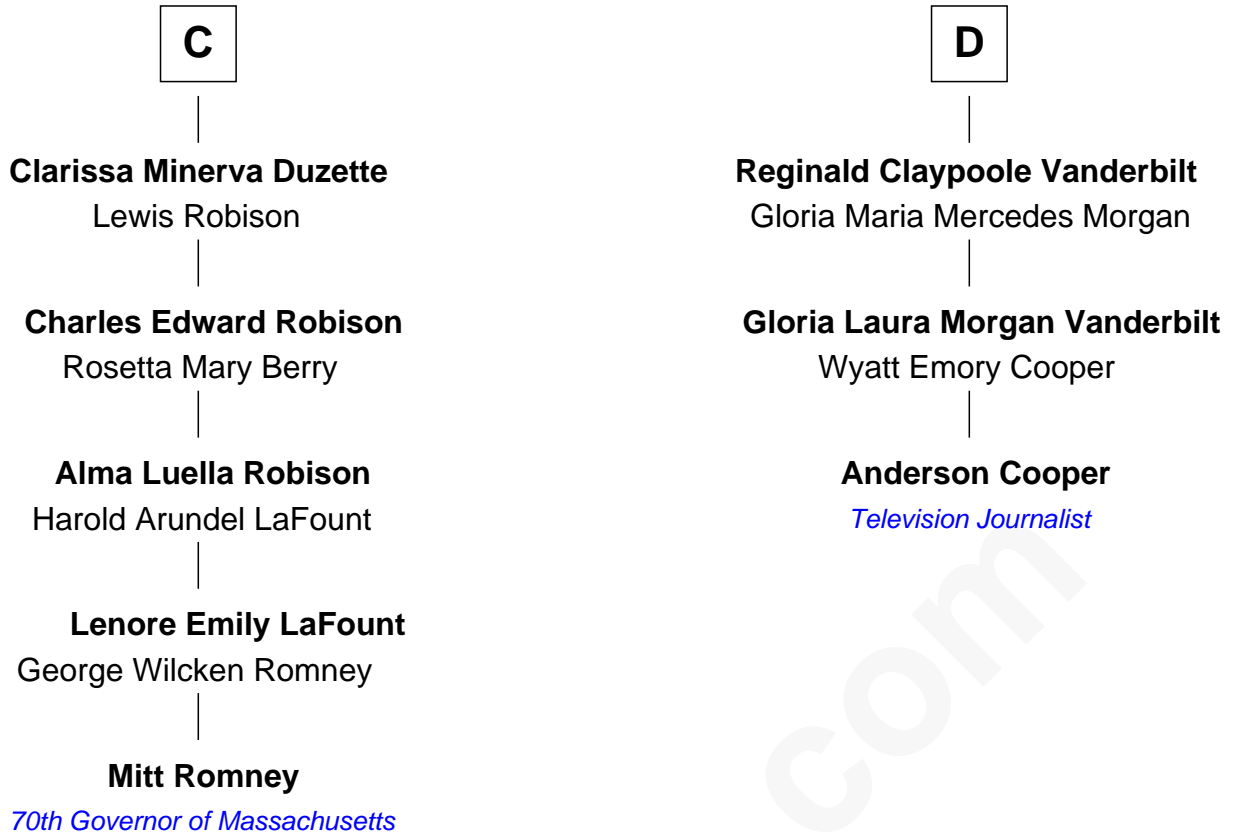 C
Clarissa Minerva Duzette
Lewis Robison
Charles Edward Robison
Rosetta Mary Berry
Alma Luella Robison
Harold Arundel LaFount
Lenore Emily LaFount
George Wilcken Romney
Mitt Romney
70th Governor of Massachusetts
D
Reginald Claypoole Vanderbilt
Gloria Maria Mercedes Morgan
Gloria Laura Morgan Vanderbilt
Wyatt Emory Cooper
Anderson Cooper
Television Journalist
com